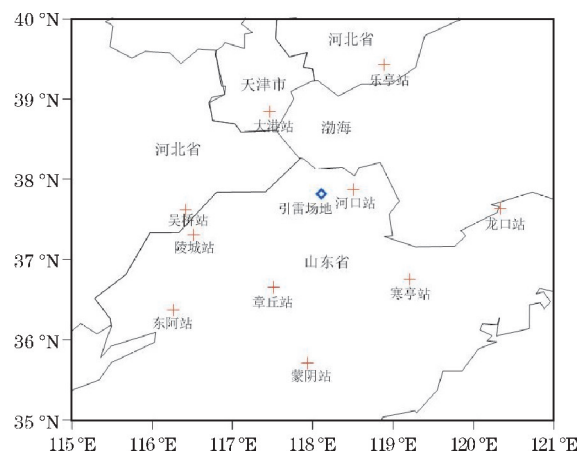 40 °N
河北省
乐亭站
天津市
39 °N
大港站
渤海
河北省
38 °N
引雷场地
河口站
吴桥站
龙口站
陵城站
37 °N
山东省
章丘站
寒亭站
东阿站
36 °N
蒙阴站
35 °N
115 °E
116 °E
117 °E
118 °E
119 °E
120 °E
121 °E